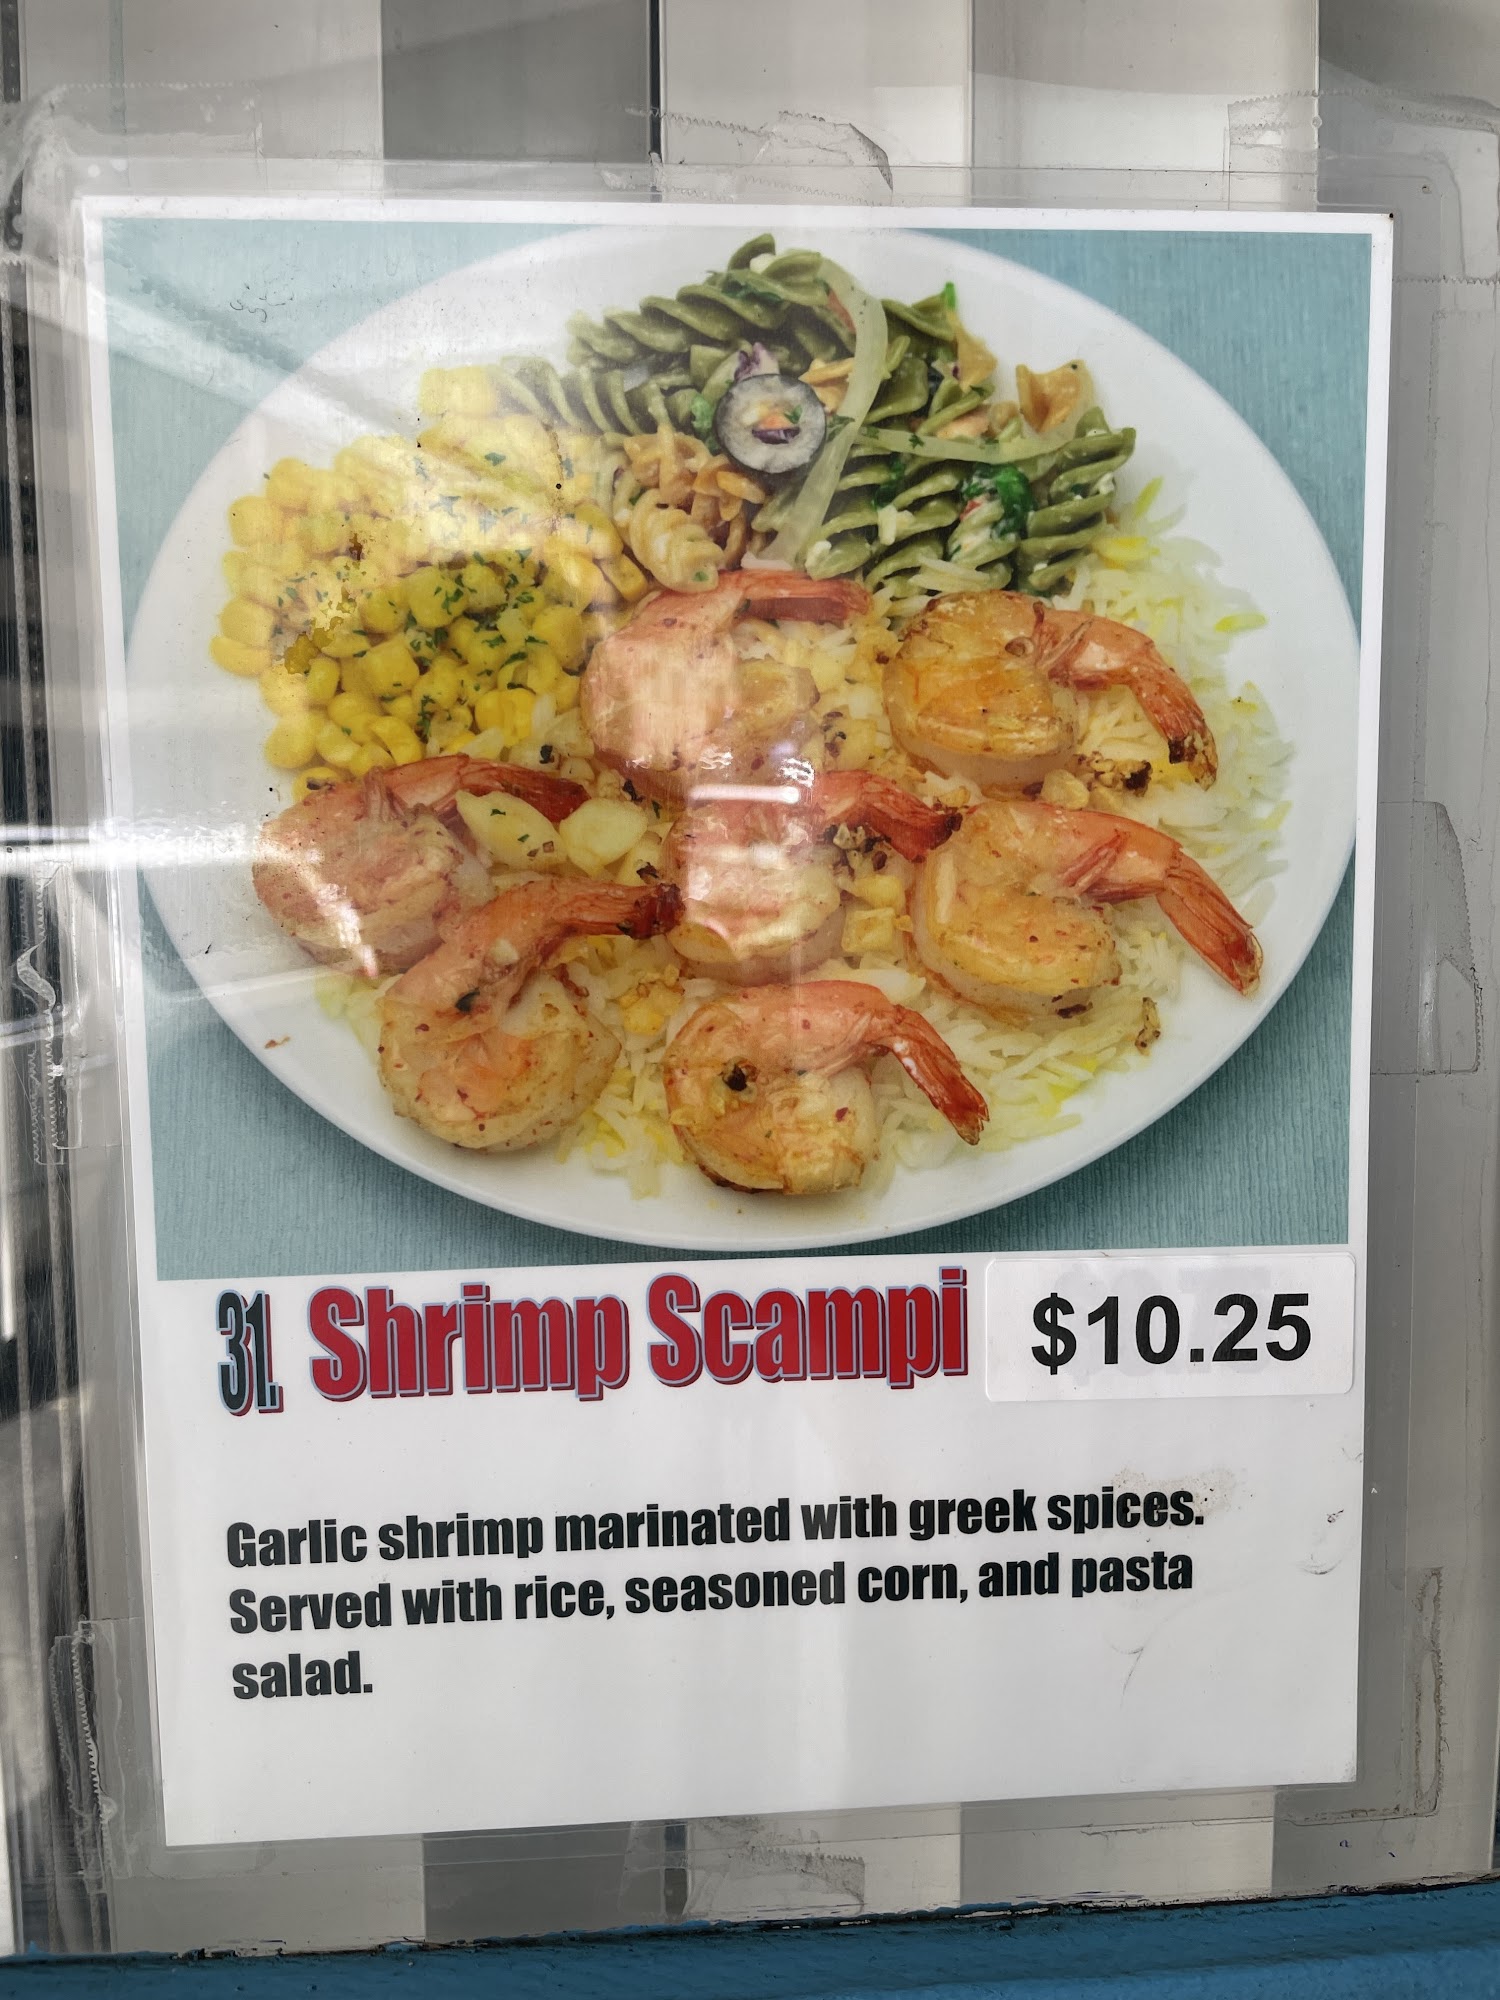 31. Shrimp Scampi $10.25
Garlic shrimp marinated with greek spices.
Served with rice, seasoned corn, and pasta
salad.